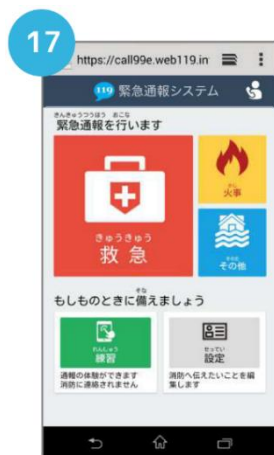 17
https://call99e.web119.in
119 緊急通報システム
きんきゅうつうほう おこな
緊急通報を行います
きゅうきゅう
救急
かじ
火事
その他
そな
もしものときに備えましょう
れんしゅう
練習
せってい
設定
通報の体験ができます
消防に連絡されません
消防へ伝えたいことを編
集します